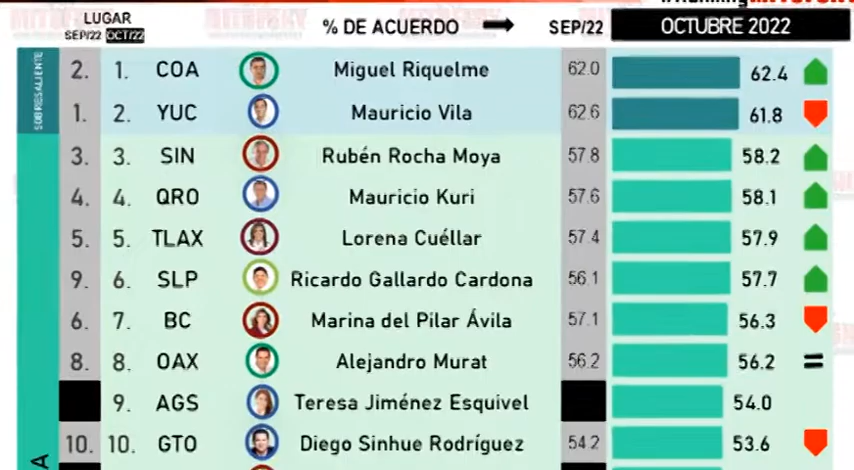 #RankingMITOFSKY
LUGAR
SEP/22 OCT/22 % DE ACUERDO SEP/22 OCTUBRE 2022
SOBRESALIENTE
2. 1. COA Miguel Riquelme 62.0 62.4
1. 2. YUC Mauricio Vila 62.6 61.8
3. 3. SIN Rubén Rocha Moya 57.8 58.2
4. 4. QRO Mauricio Kuri 57.6 58.1
5. 5. TLAX Lorena Cuéllar 57.4 57.9
9. 6. SLP Ricardo Gallardo Cardona 56.1 57.7
6. 7. BC Marina del Pilar Ávila 57.1 56.3
8. 8. OAX Alejandro Murat 56.2 56.2 =
9. AGS Teresa Jiménez Esquivel 54.0
10. 10. GTO Diego Sinhue Rodríguez 54.2 53.6
A